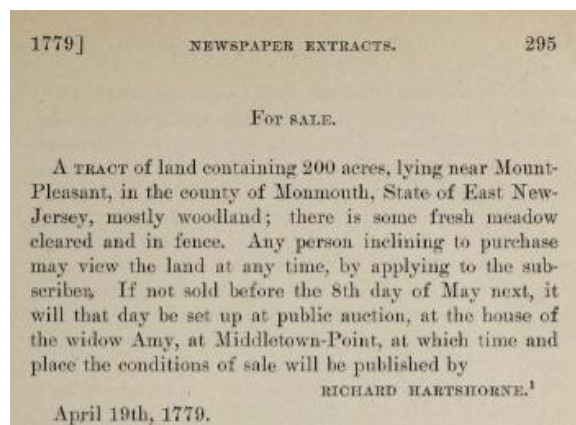 1779] NEWSPAPER EXTRACTS. 295
FOR SALE.
A TRACT of land containing 200 acres, lying near Mount-
Pleasant, in the county of Monmouth, State of East New-
Jersey, mostly woodland; there is some fresh meadow
cleared and in fence. Any person inclining to purchase
may view the land at any time, by applying to the sub-
scriber, If not sold before the 8th day of May next, it
will that day be set up at public auction, at the house of
the widow Amy, at Middletown-Point, at which time and
place the conditions of sale will be published by
RICHARD HARTSHORNE.¹
April 19th, 1779.